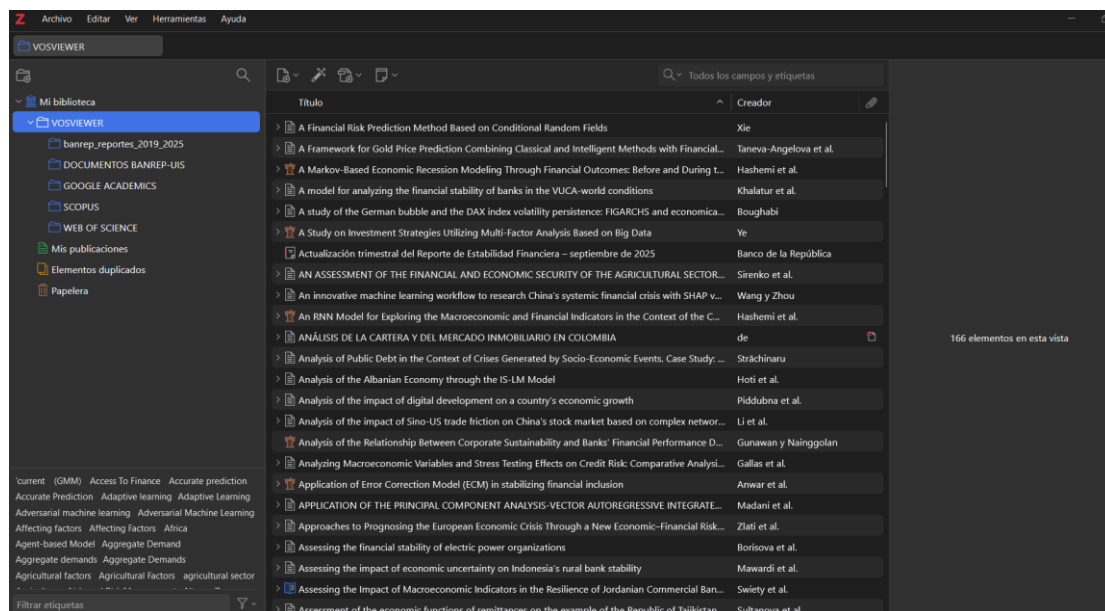 Z Archivo Editar Ver Herramientas Ayuda
VOSVIEWER
Mi biblioteca
VOSVIEWER
banrep_reportes_2019_2025
DOCUMENTOS BANREP-UIS
GOOGLE ACADEMICS
SCOPUS
WEB OF SCIENCE
Mis publicaciones
Elementos duplicados
Papelera
'current (GMM) Access To Finance Accurate prediction
Accurate Prediction Adaptive learning Adaptive Learning
Adversarial machine learning Adversarial Machine Learning
Affecting factors Affecting Factors Africa
Agent-based Model Aggregate Demand
Aggregate demands Aggregate Demands
Agricultural factors Agricultural Factors agricultural sector
Filtrar etiquetas
Todos los campos y etiquetas
Título Creador
A Financial Risk Prediction Method Based on Conditional Random Fields Xie
A Framework for Gold Price Prediction Combining Classical and Intelligent Methods with Financial... Taneva-Angelova et al.
A Markov-Based Economic Recession Modeling Through Financial Outcomes: Before and During t... Hashemi et al.
A model for analyzing the financial stability of banks in the VUCA-world conditions Khalatur et al.
A study of the German bubble and the DAX index volatility persistence: FIGARCHS and economica... Boughabi
A Study on Investment Strategies Utilizing Multi-Factor Analysis Based on Big Data Ye
Actualización trimestral del Reporte de Estabilidad Financiera – septiembre de 2025 Banco de la República
AN ASSESSMENT OF THE FINANCIAL AND ECONOMIC SECURITY OF THE AGRICULTURAL SECTOR... Sirenko et al.
An innovative machine learning workflow to research China's systemic financial crisis with SHAP v... Wang y Zhou
An RNN Model for Exploring the Macroeconomic and Financial Indicators in the Context of the C... Hashemi et al.
ANÁLISIS DE LA CARTERA Y DEL MERCADO INMOBILIARIO EN COLOMBIA de
Analysis of Public Debt in the Context of Crises Generated by Socio-Economic Events. Case Study: ... Străchinaru
Analysis of the Albanian Economy through the IS-LM Model Hoti et al.
Analysis of the impact of digital development on a country's economic growth Piddubna et al.
Analysis of the impact of Sino-US trade friction on China's stock market based on complex networ... Li et al.
Analysis of the Relationship Between Corporate Sustainability and Banks' Financial Performance D... Gunawan y Nainggolan
Analyzing Macroeconomic Variables and Stress Testing Effects on Credit Risk: Comparative Analysi... Gallas et al.
Application of Error Correction Model (ECM) in stabilizing financial inclusion Anwar et al.
APPLICATION OF THE PRINCIPAL COMPONENT ANALYSIS-VECTOR AUTOREGRESSIVE INTEGRATE... Madani et al.
Approaches to Prognosing the European Economic Crisis Through a New Economic–Financial Risk... Zlati et al.
Assessing the financial stability of electric power organizations Borisova et al.
Assessing the impact of economic uncertainty on Indonesia's rural bank stability Mawardi et al.
Assessing the Impact of Macroeconomic Indicators in the Resilience of Jordanian Commercial Ban... Swiety et al.
Assessment of the economic functions of remittances on the example of the Republic of Tajikistan Sultanova et al.
166 elementos en esta vista